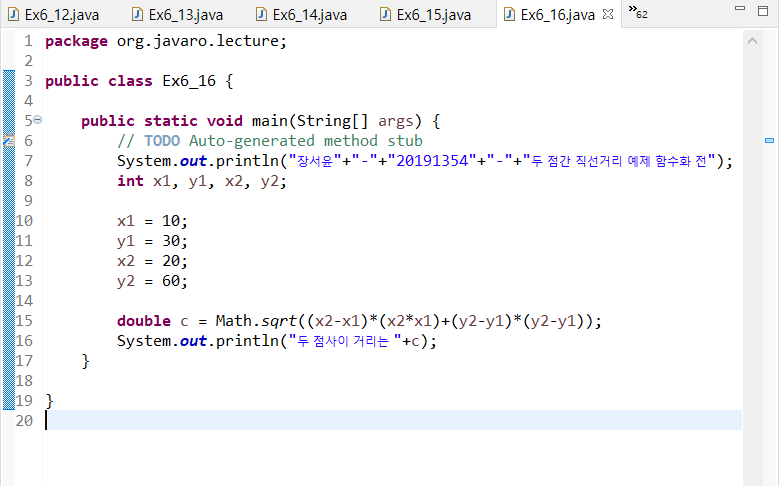 Ex6_12.java Ex6_13.java Ex6_14.java Ex6_15.java Ex6_16.java »62
1 package org.javaro.lecture;
2
3 public class Ex6_16 {
4
5 public static void main(String[] args) {
6 // TODO Auto-generated method stub
7 System.out.println("장서윤"+"-"+"20191354"+"-"+"두 점간 직선거리 예제 함수화 전");
8 int x1, y1, x2, y2;
9
10 x1 = 10;
11 y1 = 30;
12 x2 = 20;
13 y2 = 60;
14
15 double c = Math.sqrt((x2-x1)*(x2*x1)+(y2-y1)*(y2-y1));
16 System.out.println("두 점사이 거리는 "+c);
17 }
18
19 }
20